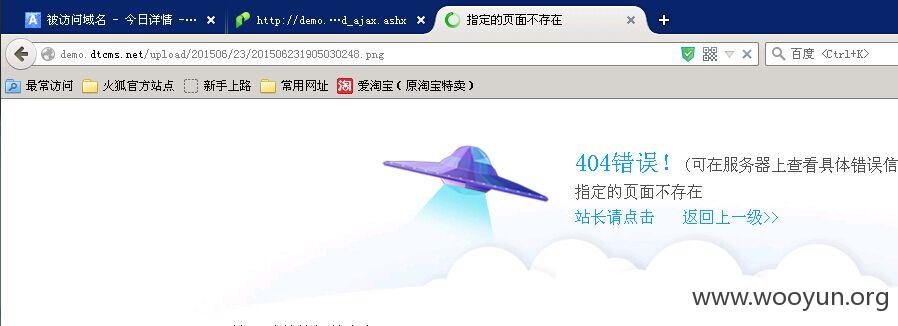 被访问域名 - 今日详情 -...
http://demo.…d_ajax.ashx
指定的页面不存在
demo.dtcms.net/upload/201506/23/201506231905030248.png
百度 <Ctrl+K>
最常访问
火狐官方站点
新手上路
常用网址
淘
爱淘宝（原淘宝特卖）
404错误！(可在服务器上查看具体错误信
指定的页面不存在
站长请点击 返回上一级>>
www.wooyun.org